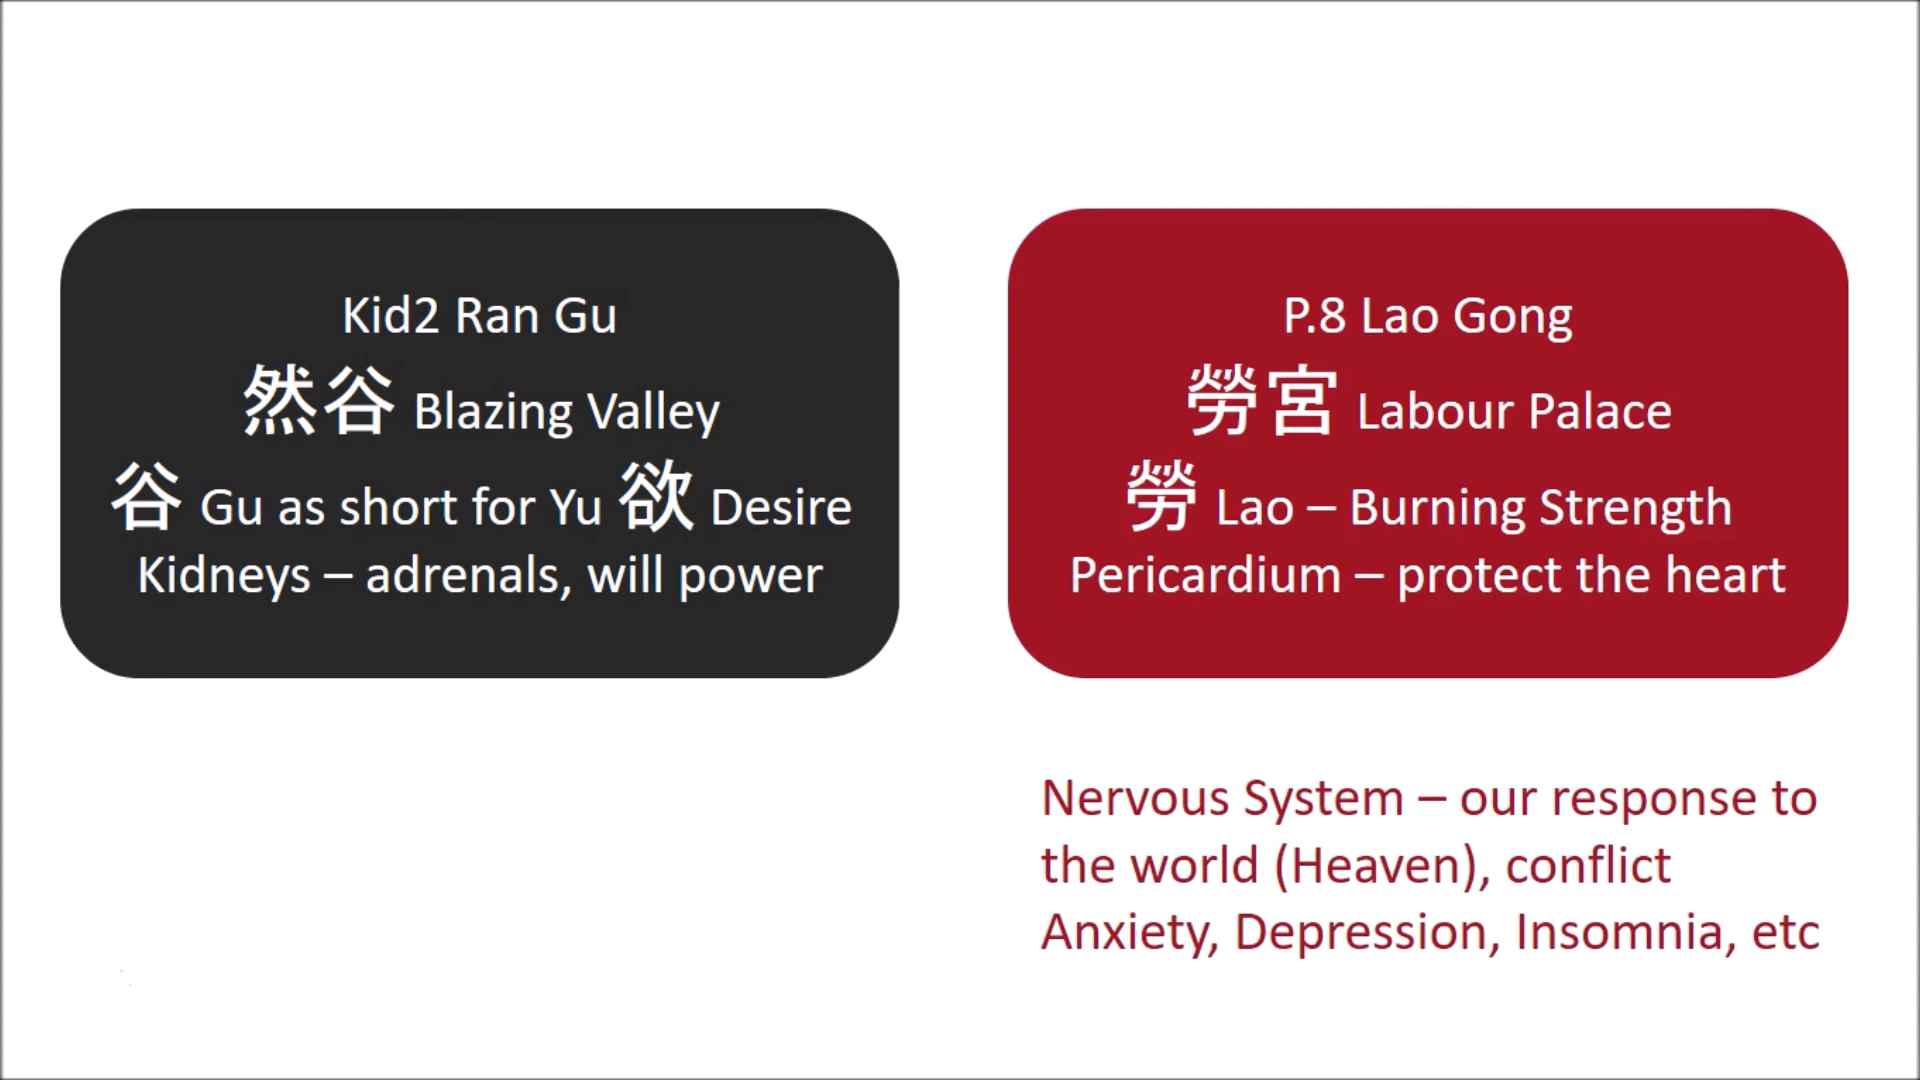 Kid2 Ran Gu
然谷 Blazing Valley
谷 Gu as short for Yu 欲 Desire
Kidneys – adrenals, will power
P.8 Lao Gong
勞宮 Labour Palace
勞 Lao – Burning Strength
Pericardium – protect the heart
Nervous System – our response to
the world (Heaven), conflict
Anxiety, Depression, Insomnia, etc